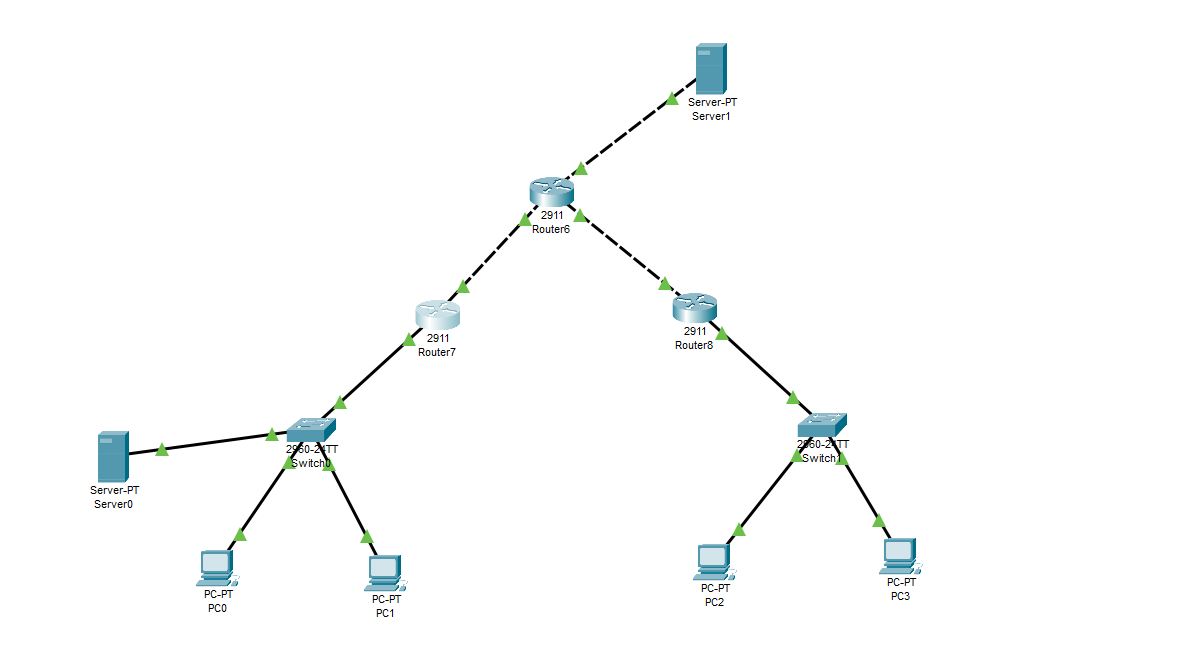 Server-PT
Server1
2911
Router6
2911
Router7
2911
Router8
2960-24TT
Switch0
2960-24TT
Switch1
Server-PT
Server0
PC-PT
PC0
PC-PT
PC1
PC-PT
PC2
PC-PT
PC3